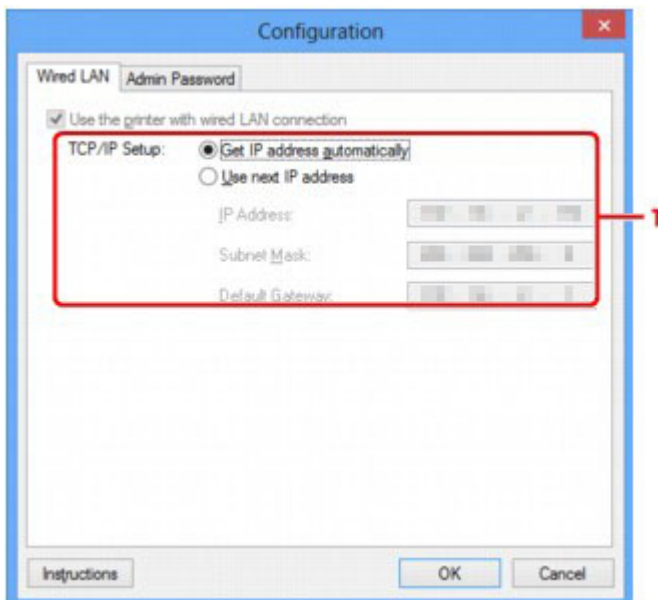 Configuration
Wired LAN
Admin Password
Use the printer with wired LAN connection
TCP/IP Setup:
Get IP address automatically
Use next IP address
IP Address:
Subnet Mask:
Default Gateway:
1
Instructions
OK
Cancel